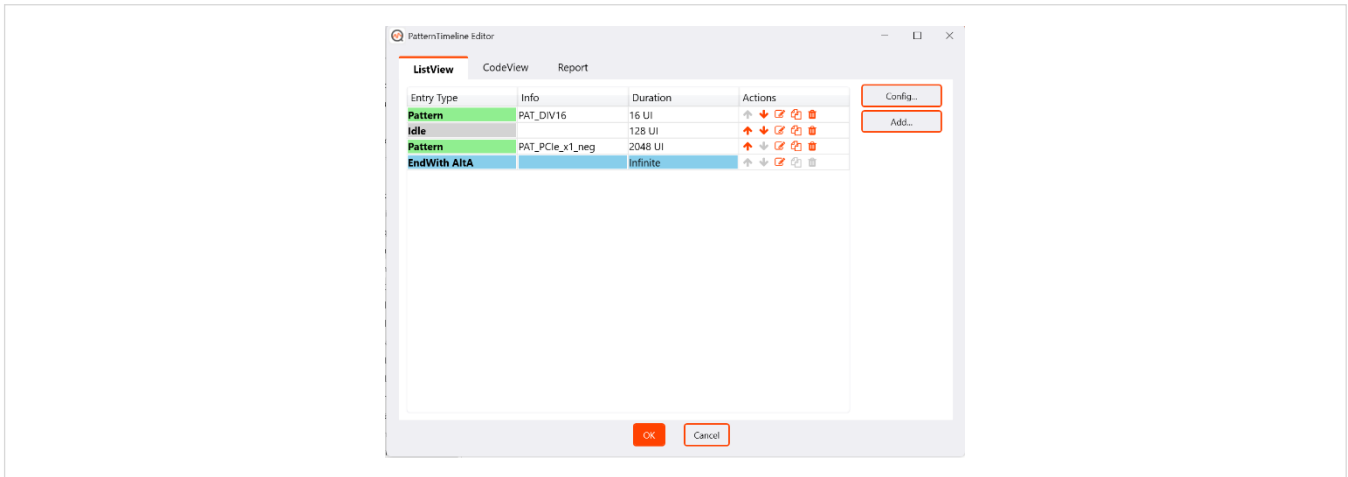 PatternTimeline Editor
ListView CodeView Report
Entry Type Info Duration Actions
Pattern PAT_DIV16 16 UI
Idle 128 UI
Pattern PAT_PCIe_x1_neg 2048 UI
EndWith AltA Infinite
Config...
Add...
OK Cancel